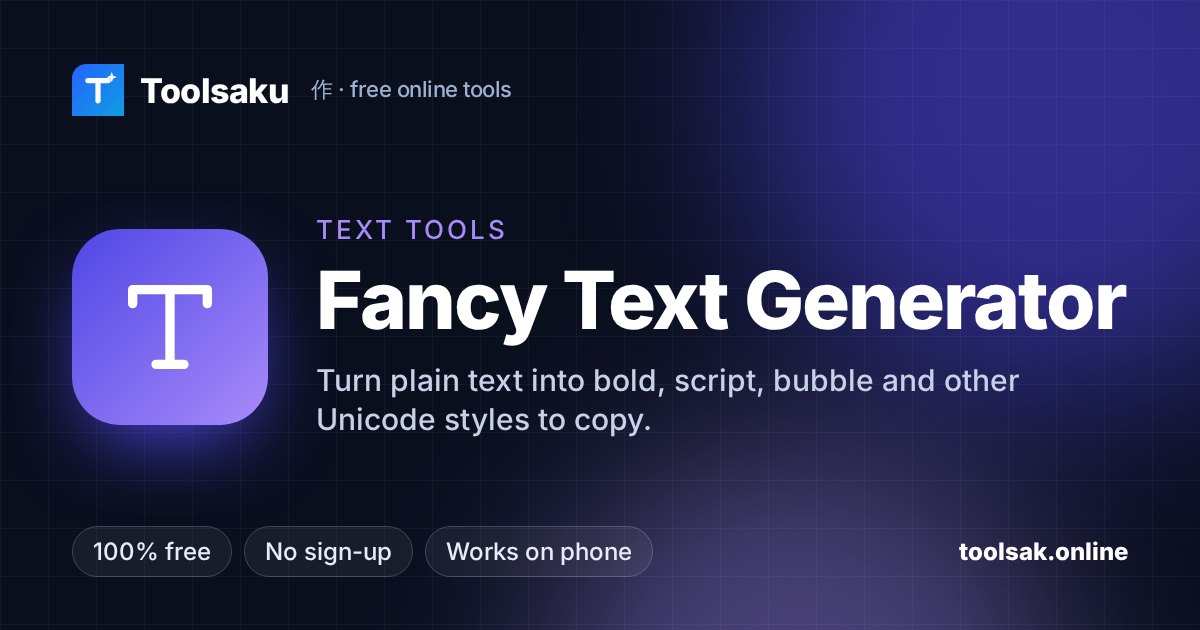 Toolsaku 作 · free online tools
TEXT TOOLS
Fancy Text Generator
Turn plain text into bold, script, bubble and other
Unicode styles to copy.
100% free No sign-up Works on phone
toolsak.online